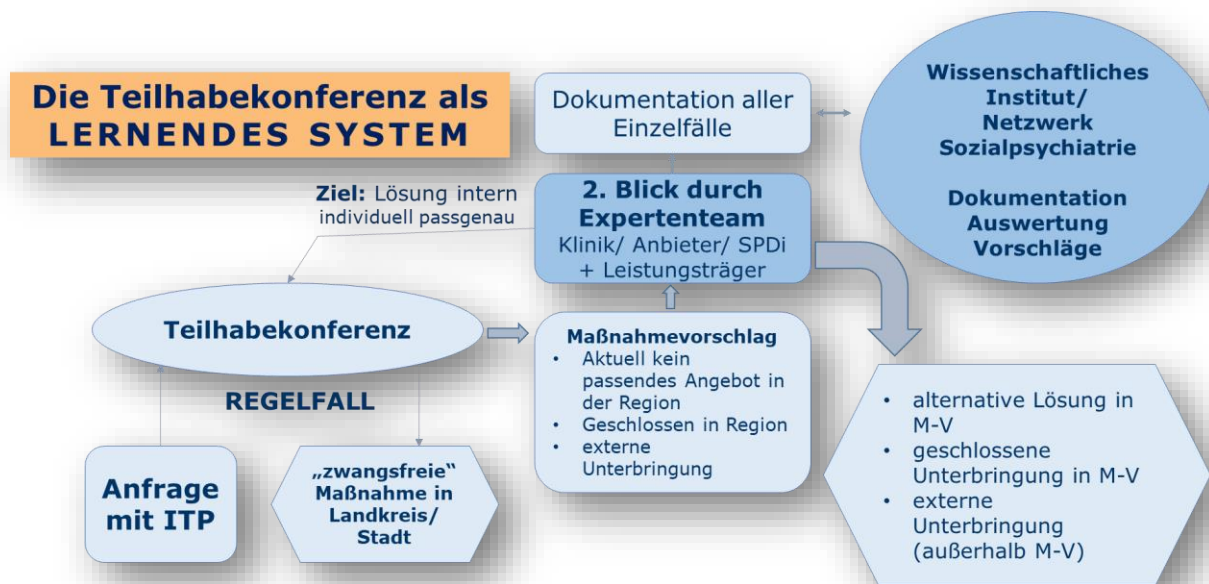 Die Teilhabekonferenz als
LERNENDES SYSTEM
Dokumentation aller
Einzelfälle
Wissenschaftliches
Institut/
Netzwerk
Sozialpsychiatrie
Dokumentation
Auswertung
Vorschläge
Ziel: Lösung intern
individuell passgenau
2. Blick durch
Expertenteam
Klinik/ Anbieter/ SPDi
+ Leistungsträger
Teilhabekonferenz
REGELFALL
Maßnahmevorschlag
• Aktuell kein
passendes Angebot in
der Region
• Geschlossen in Region
• externe
Unterbringung
Anfrage
mit ITP
„zwangsfreie“
Maßnahme in
Landkreis/
Stadt
• alternative Lösung in
M-V
• geschlossene
Unterbringung in M-V
• externe
Unterbringung
(außerhalb M-V)